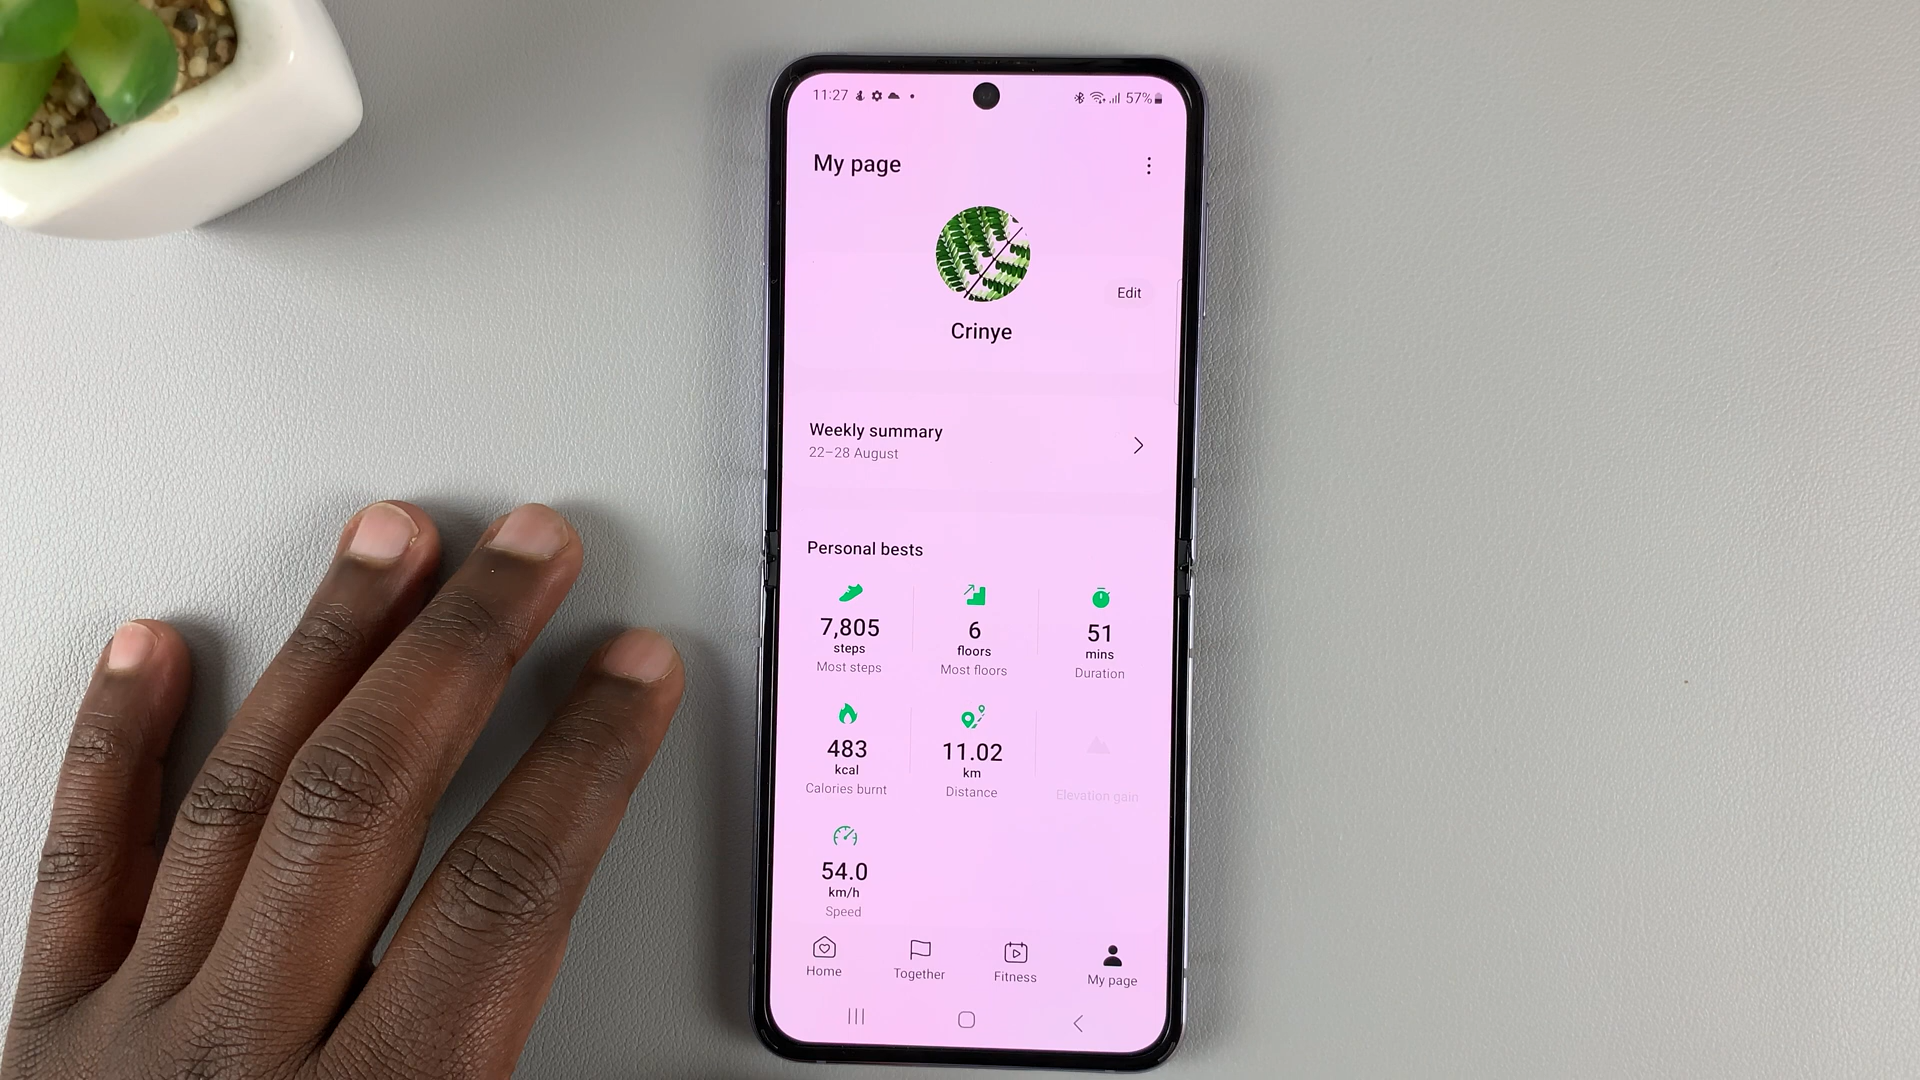 11:27 57%
My page
Edit
Crinye
Weekly summary
22–28 August
Personal bests
7,805 6 51
steps floors mins
Most steps Most floors Duration
483 11.02
kcal km
Calories burnt Distance Elevation gain
54.0
km/h
Speed
Home Together Fitness My page